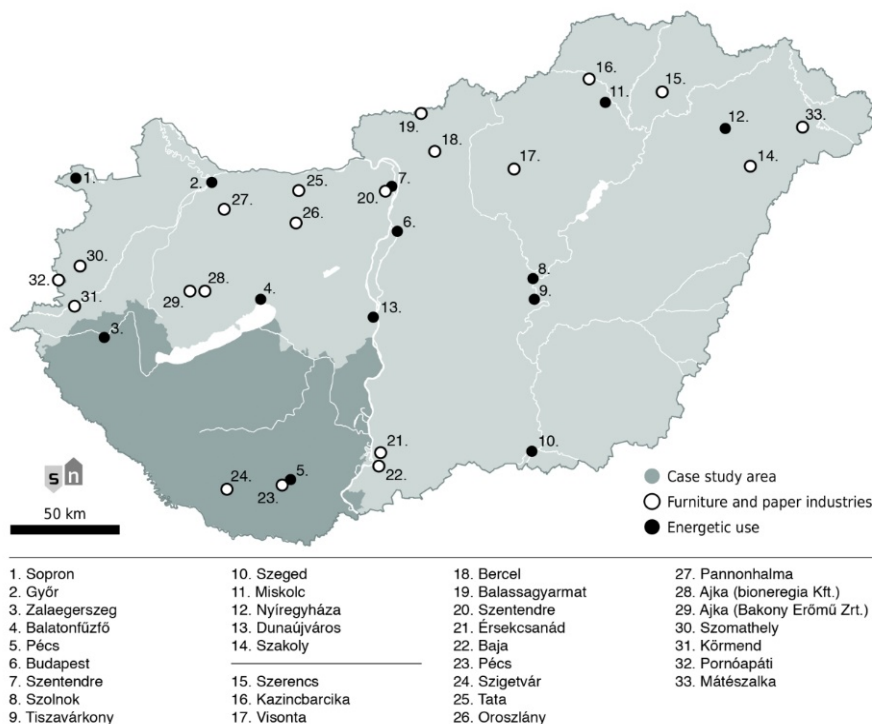 16.
15.
11.
33.
19.
12.
18.
17.
14.
1.
2.
7.
25.
20.
27.
26.
6.
30.
32.
28.
8.
29.
4.
9.
31.
13.
3.
21.
10.
22.
5.
24.
23.
s n
50 km
Case study area
Furniture and paper industries
Energetic use
1. Sopron
2. Győr
3. Zalaegerszeg
4. Balatonfűzfő
5. Pécs
6. Budapest
7. Szentendre
8. Szolnok
9. Tiszavárkony
10. Szeged
11. Miskolc
12. Nyíregyháza
13. Dunaújváros
14. Szakoly
15. Szerencs
16. Kazincbarcika
17. Visonta
18. Bercel
19. Balassagyarmat
20. Szentendre
21. Érsekcsanád
22. Baja
23. Pécs
24. Szigetvár
25. Tata
26. Oroszlány
27. Pannonhalma
28. Ajka (bioneregia Kft.)
29. Ajka (Bakony Erőmű Zrt.)
30. Szomathely
31. Körmend
32. Pornóapáti
33. Mátészalka